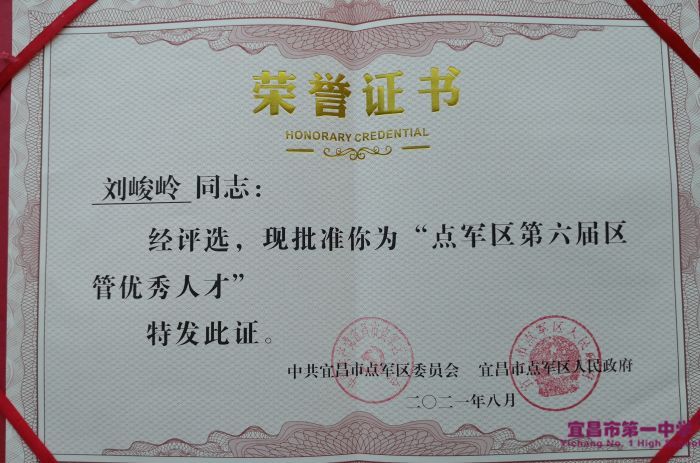 荣誉证书
HONORARY CREDENTIAL
刘峻岭 同志：
经评选，现批准你为“点军区第六届区
管优秀人才”
特发此证。
中共宜昌市点军区委员会 宜昌市点军区人民政府
二〇二一年八月
宜昌市第一中学
Yichang No. 1 High School